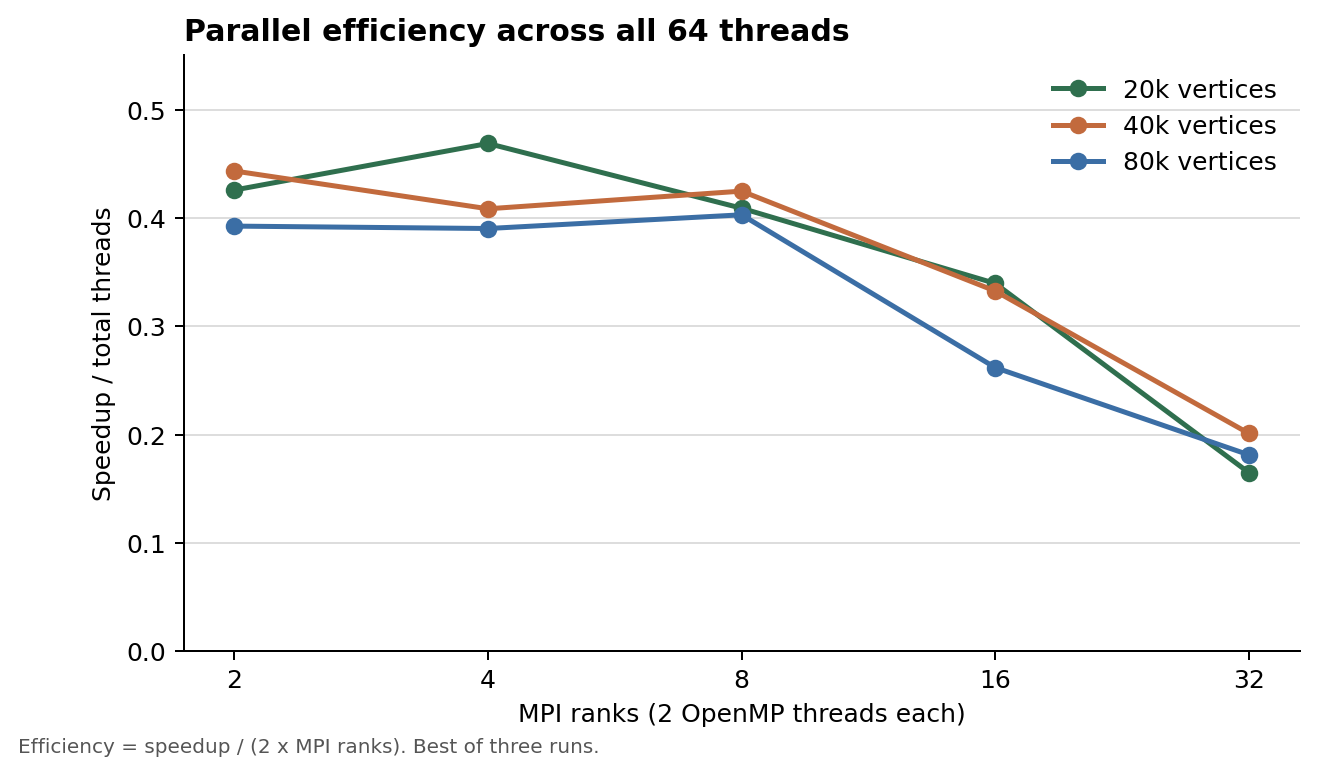 Parallel efficiency across all 64 threads
20k vertices
40k vertices
80k vertices
Speedup / total threads
0.5
0.4
0.3
0.2
0.1
0.0
2 4 8 16 32
MPI ranks (2 OpenMP threads each)
Efficiency = speedup / (2 x MPI ranks). Best of three runs.